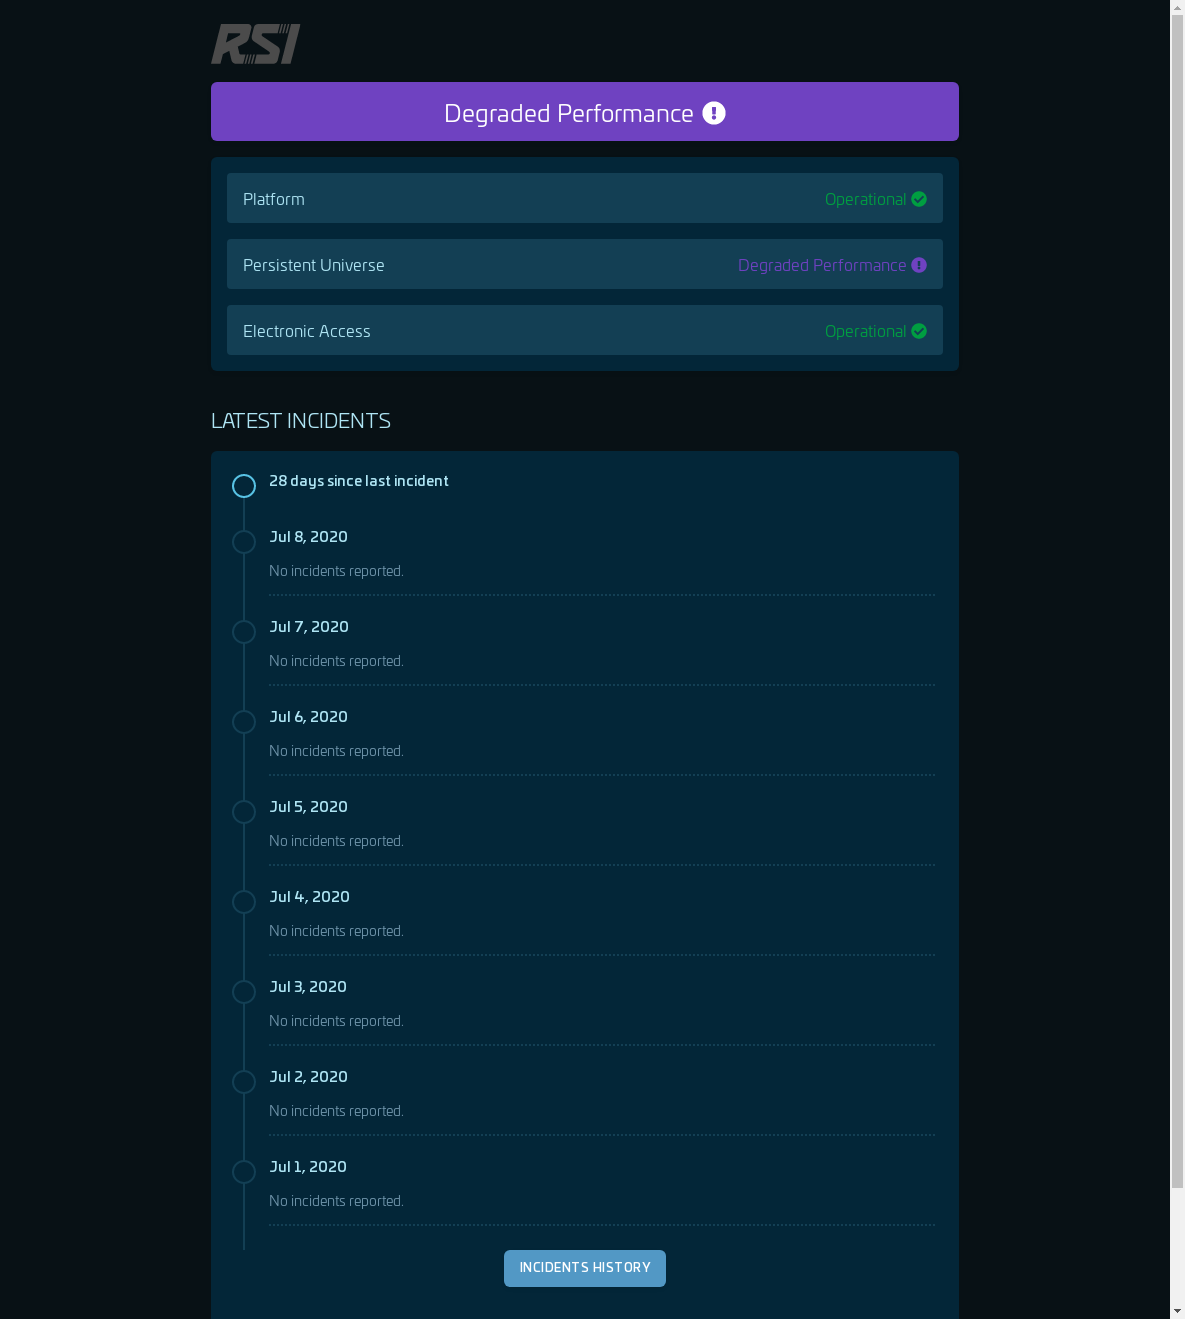 RSI
Degraded Performance
Platform
Operational
Persistent Universe
Degraded Performance
Electronic Access
Operational
LATEST INCIDENTS
28 days since last incident
Jul 8, 2020
No incidents reported.
Jul 7, 2020
No incidents reported.
Jul 6, 2020
No incidents reported.
Jul 5, 2020
No incidents reported.
Jul 4, 2020
No incidents reported.
Jul 3, 2020
No incidents reported.
Jul 2, 2020
No incidents reported.
Jul 1, 2020
No incidents reported.
INCIDENTS HISTORY